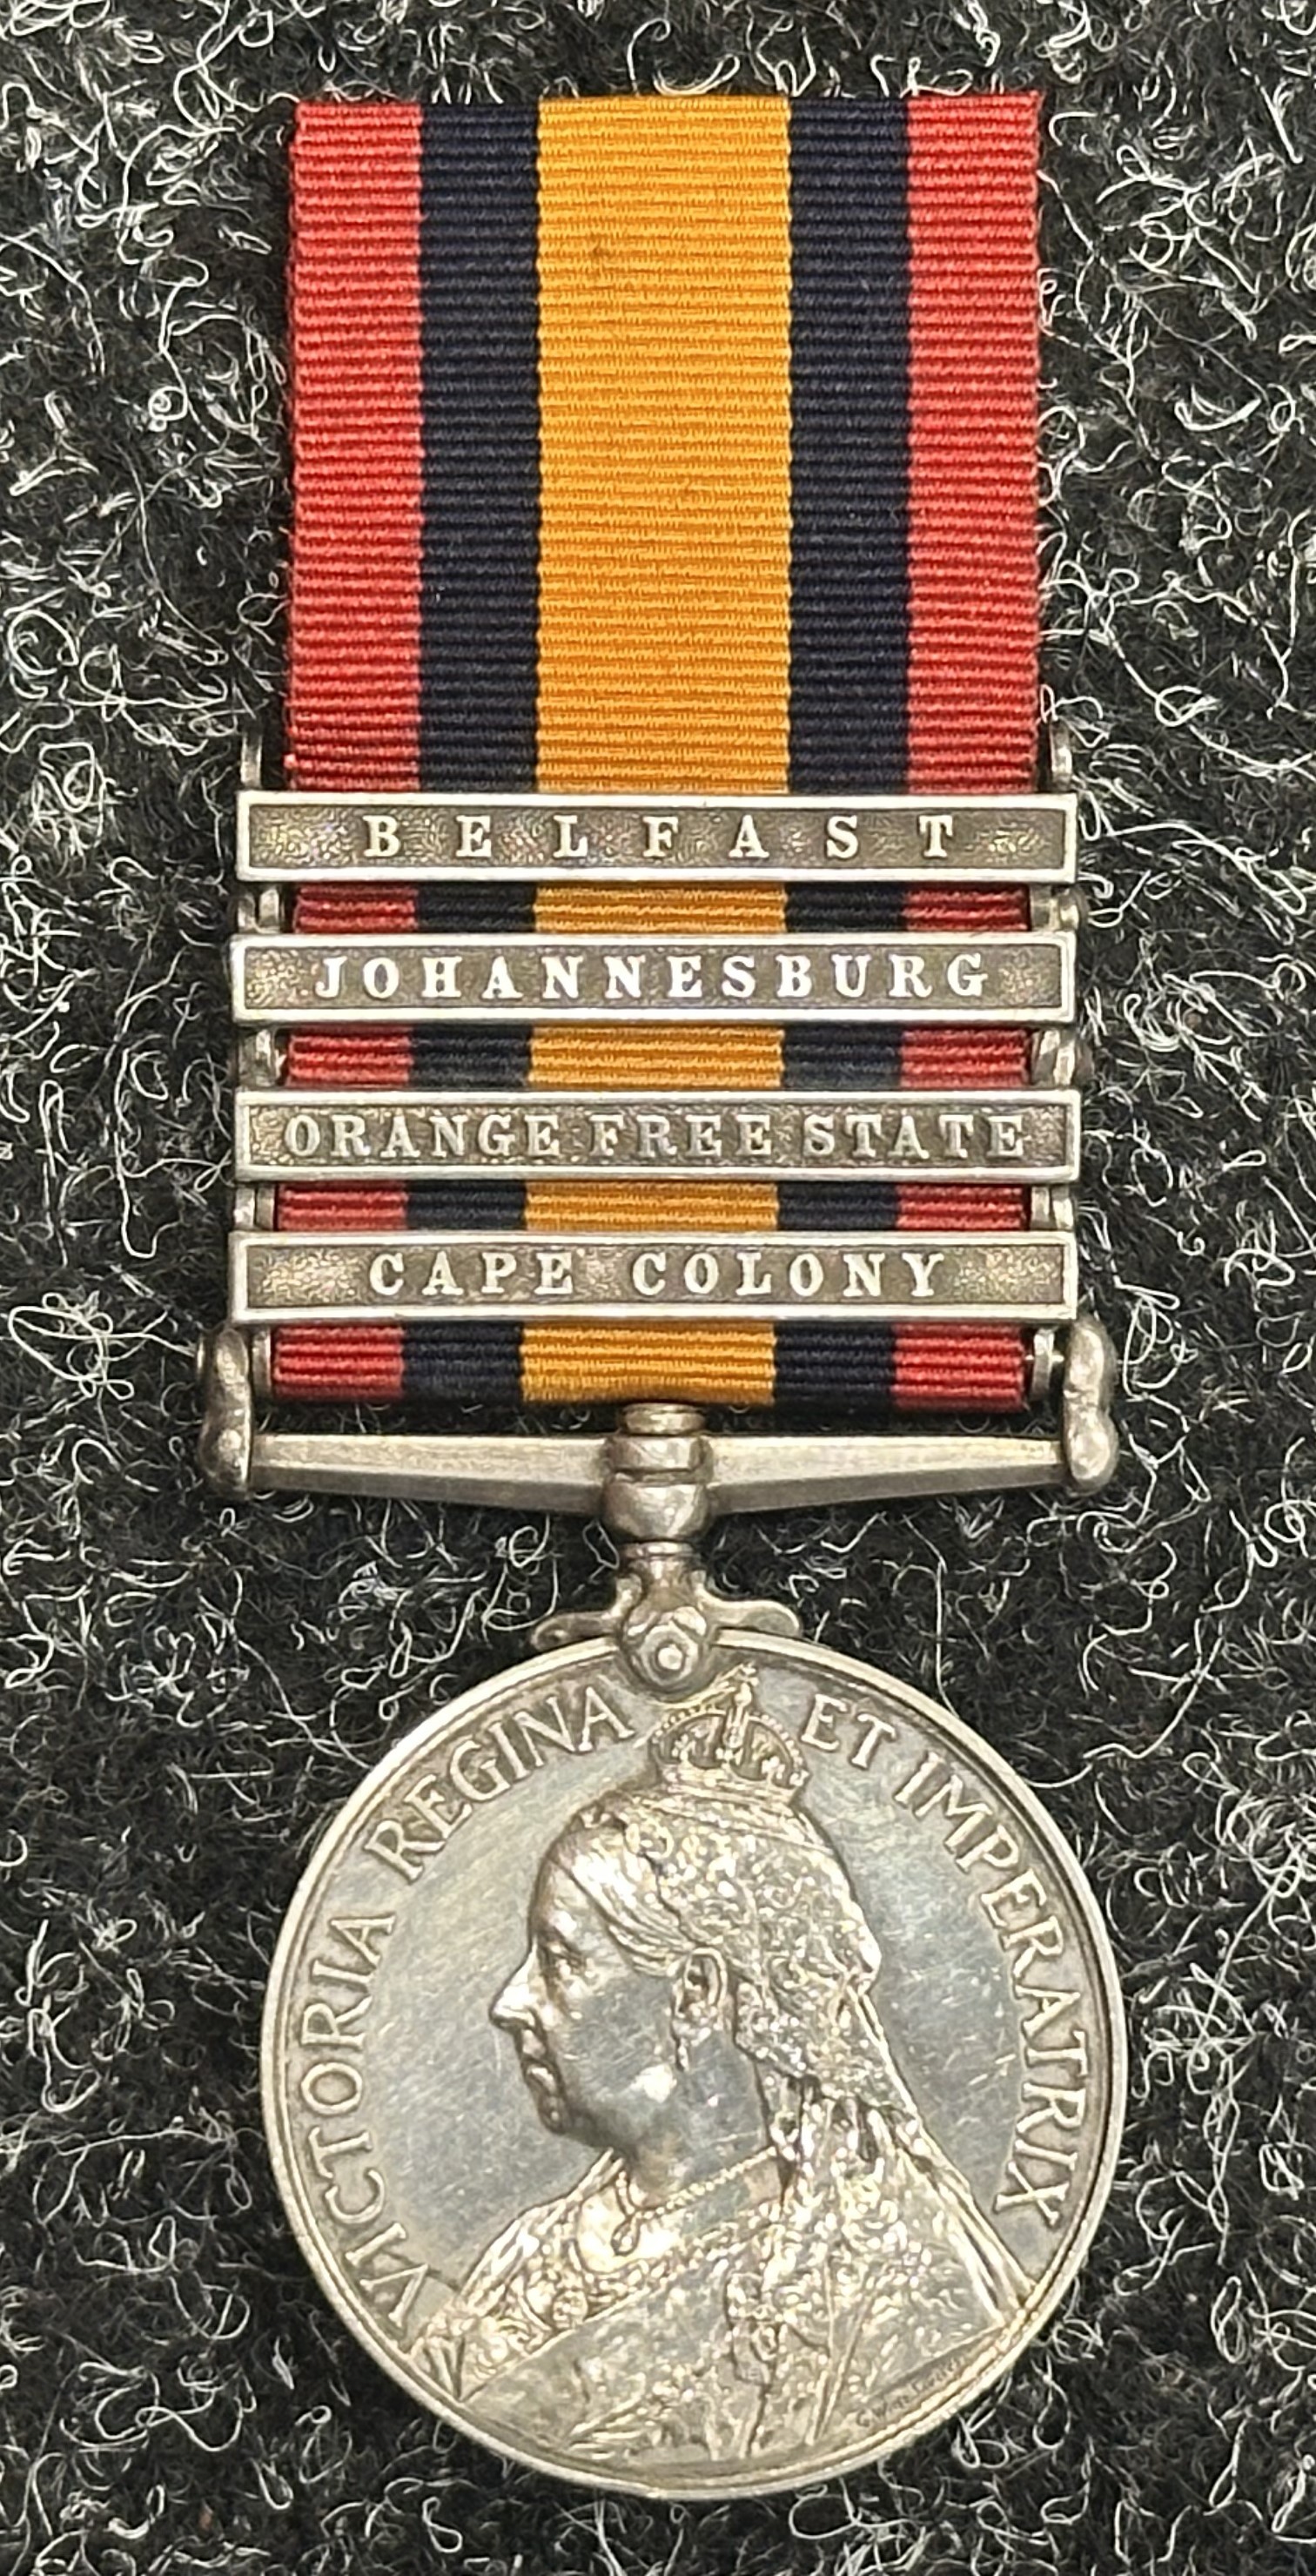 BELFAST
JOHANNESBURG
ORANGE FREE STATE
CAPE COLONY
VICTORIA REGINA ET IMPERATRIX